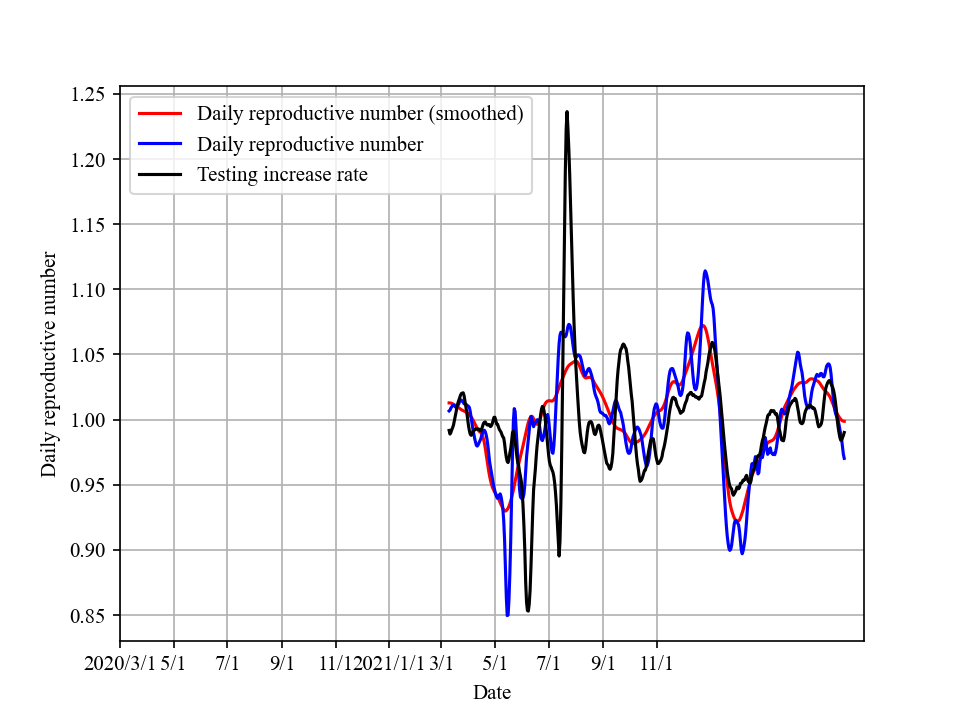 Daily reproductive number (smoothed)
Daily reproductive number
Testing increase rate
Daily reproductive number
1.25
1.20
1.15
1.10
1.05
1.00
0.95
0.90
0.85
2020/3/1 5/1 7/1 9/1 11/1 2021/1/1 3/1 5/1 7/1 9/1 11/1
Date